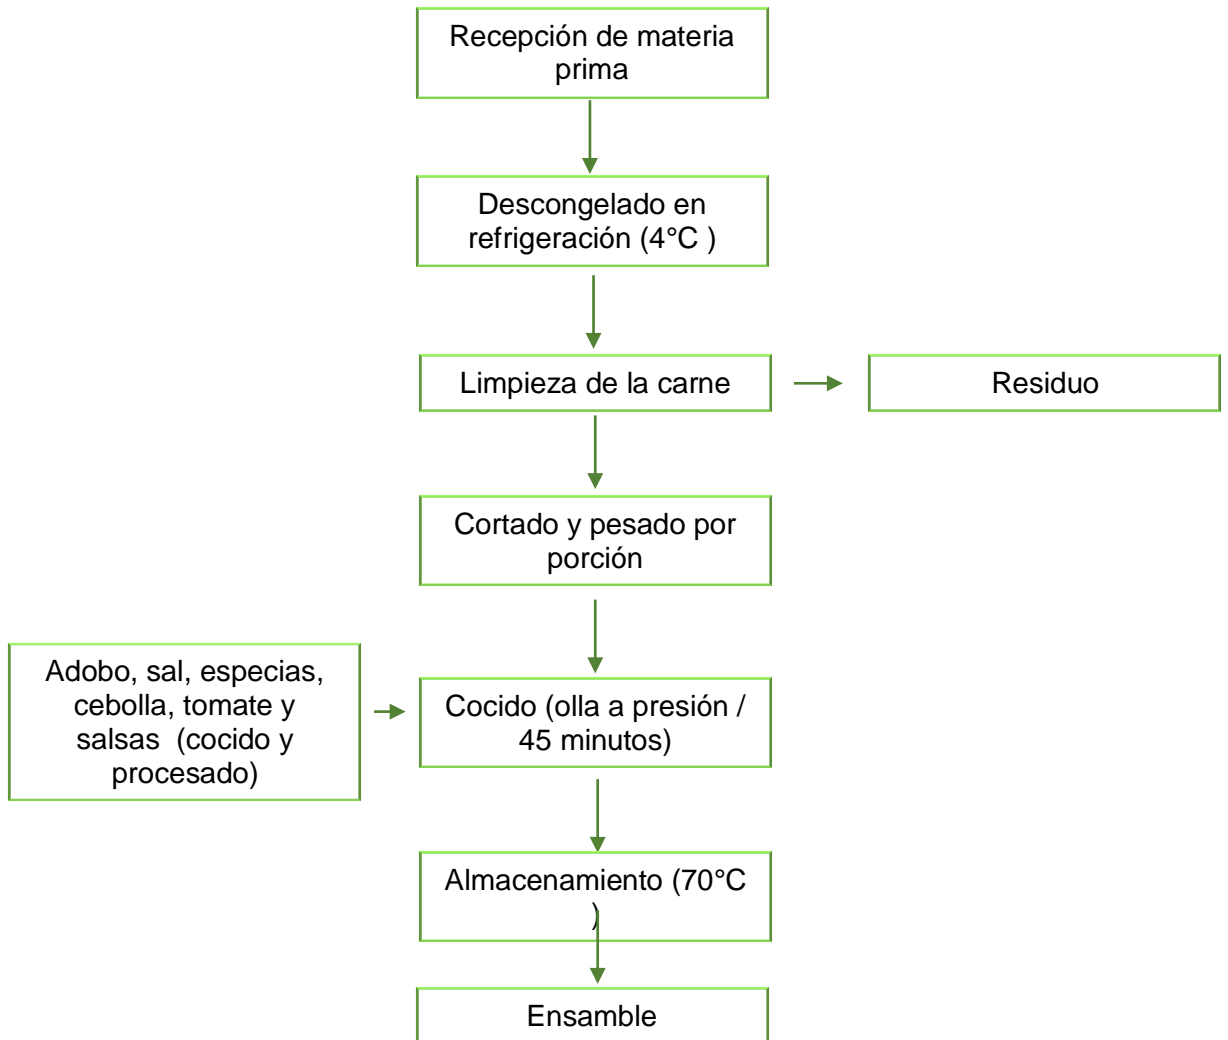 Recepción de materia
prima
Descongelado en
refrigeración (4°C )
Limpieza de la carne
Residuo
Cortado y pesado por
porción
Adobo, sal, especias,
cebolla, tomate y
salsas  (cocido y
procesado)
Cocido (olla a presión /
45 minutos)
Almacenamiento (70°C
)
Ensamble